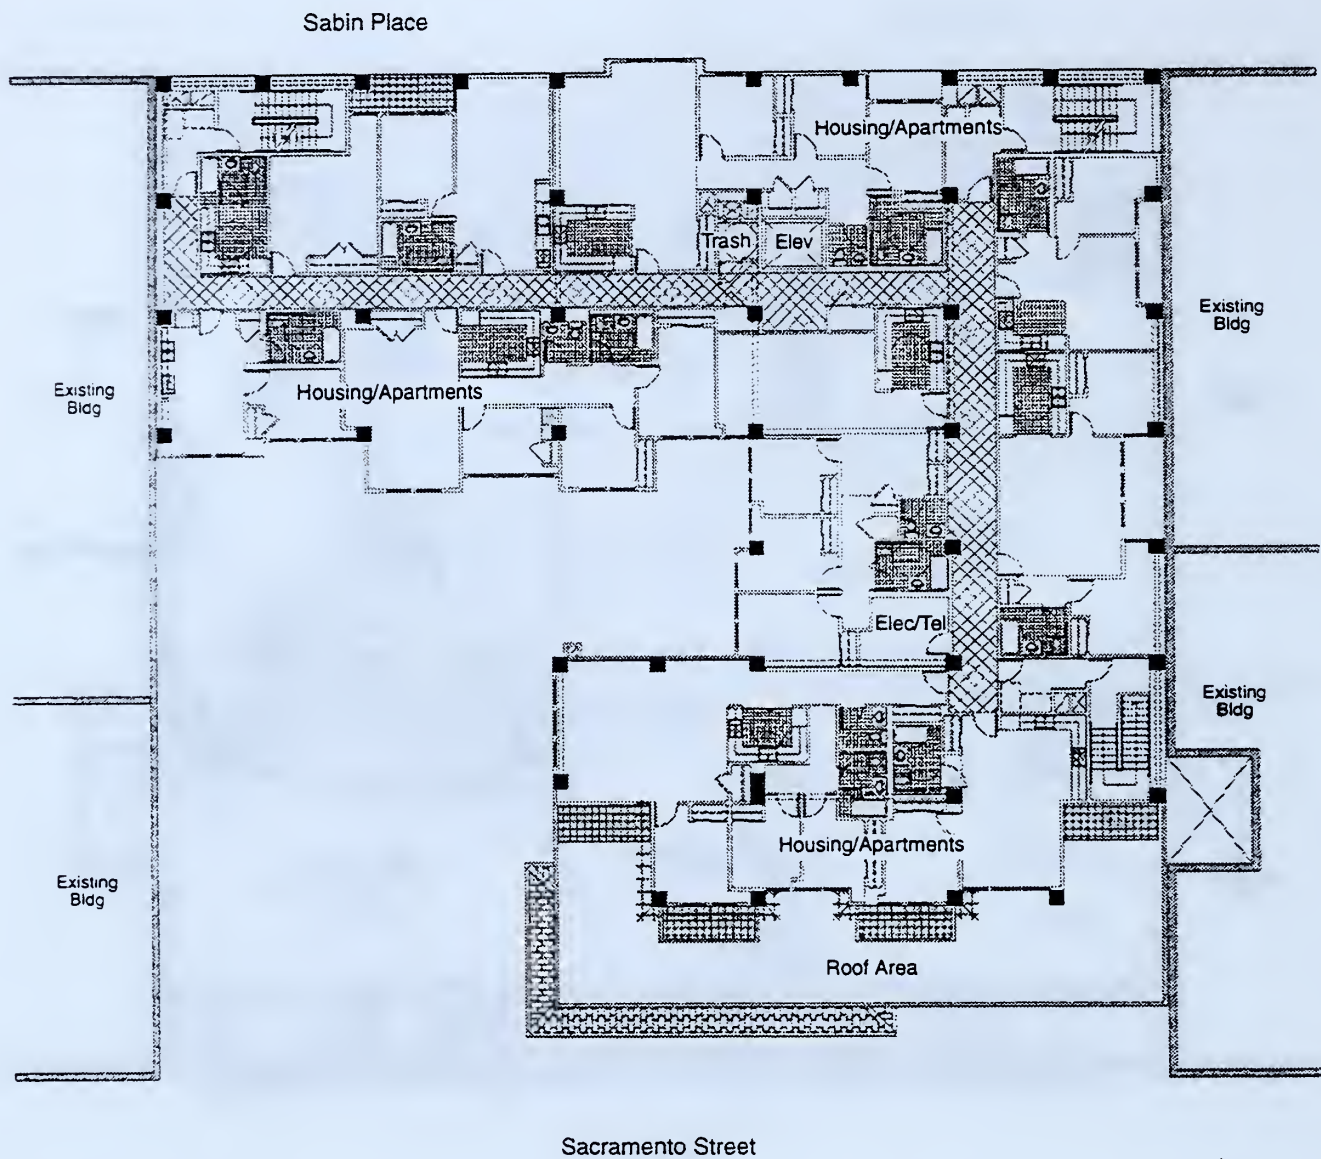 Sabin Place
Housing/Apartments
Trash
Elev
Existing
Bldg
Existing
Bldg
Housing/Apartments
Elec/Tel
Existing
Bldg
Housing/Apartments
Existing
Bldg
Roof Area
Sacramento Street